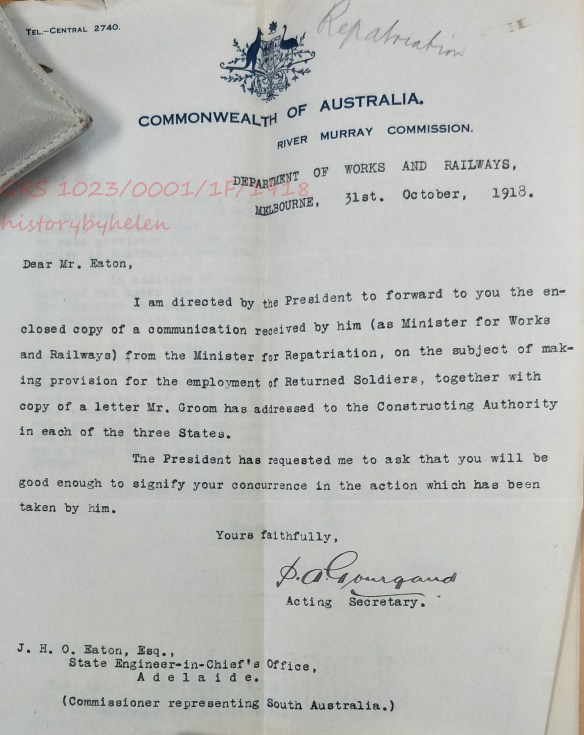 TEL.–CENTRAL 2740.
Repatriation
COMMONWEALTH OF AUSTRALIA.
RIVER MURRAY COMMISSION.
GRS 1023/0001/1F/1918
historybyhelen
DEPARTMENT OF WORKS AND RAILWAYS,
MELBOURNE, 31st. October, 1918.
Dear Mr. Eaton,
I am directed by the President to forward to you the en-
closed copy of a communication received by him (as Minister for Works
and Railways) from the Minister for Repatriation, on the subject of mak-
ing provision for the employment of Returned Soldiers, together with
copy of a letter Mr. Groom has addressed to the Constructing Authority
in each of the three States.
The President has requested me to ask that you will be
good enough to signify your concurrence in the action which has been
taken by him.
Yours faithfully,
Gourgaud
Acting Secretary.
J. H. O. Eaton, Esq.,
State Engineer-in-Chief's Office,
Adelaide.
(Commissioner representing South Australia.)